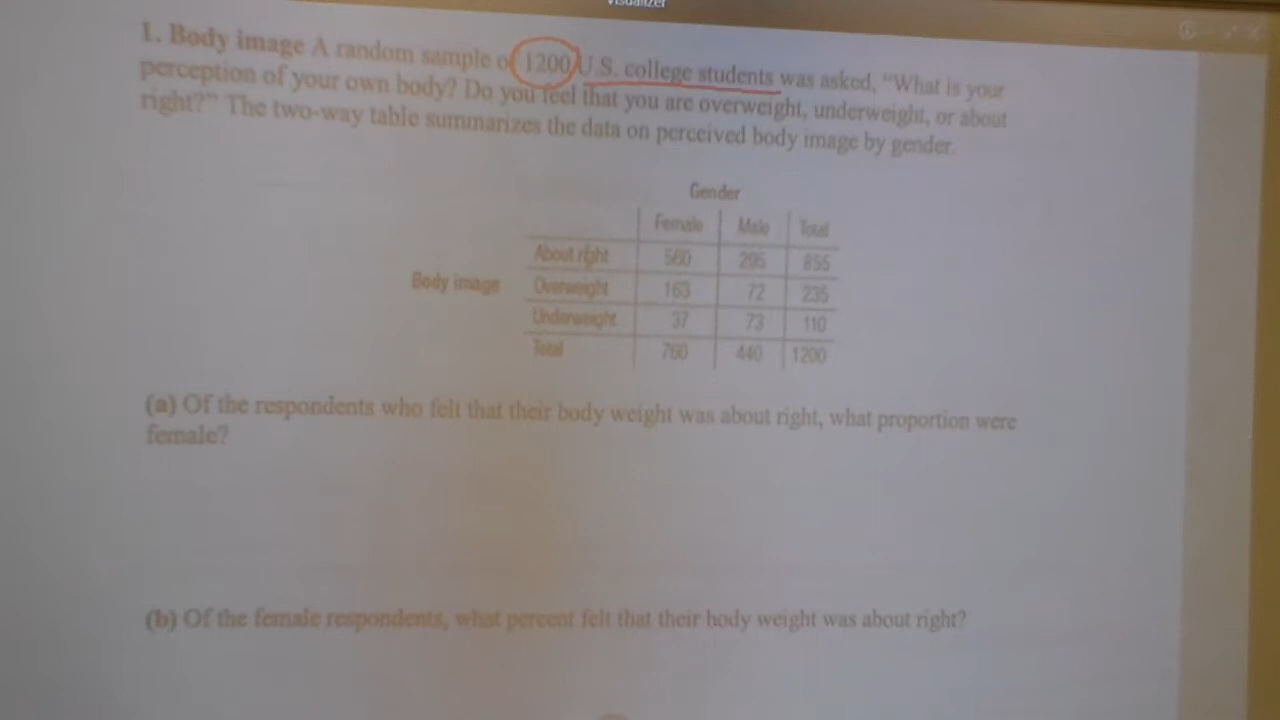 Visualizer
1. Body image A random sample of 1200 U.S. college students was asked, “What is your
perception of your own body? Do you feel that you are overweight, underweight, or about
right?” The two-way table summarizes the data on perceived body image by gender.
Gender
Female Male Total
About right 560 295 855
Body image Overweight 163 72 235
Underweight 37 73 110
Total 760 440 1200
(a) Of the respondents who felt that their body weight was about right, what proportion were
female?
(b) Of the female respondents, what percent felt that their body weight was about right?